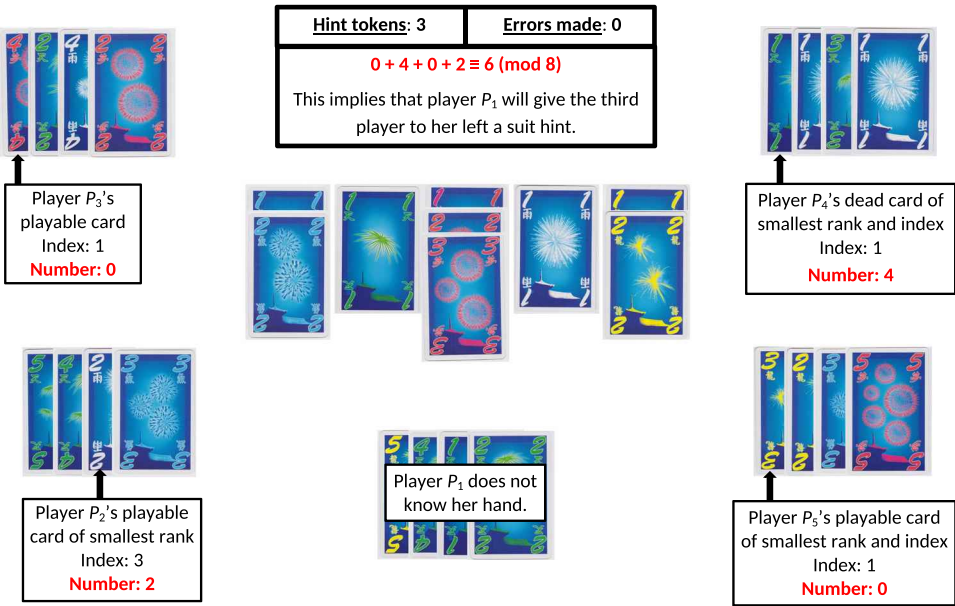 Hint tokens: 3
Errors made: 0
0 + 4 + 0 + 2 ≡ 6 (mod 8)
This implies that player P₁ will give the third
player to her left a suit hint.
Player P₃’s
playable card
Index: 1
Number: 0
Player P₄’s dead card of
smallest rank and index
Index: 1
Number: 4
Player P₂’s playable
card of smallest rank
Index: 3
Number: 2
Player P₁ does not
know her hand.
Player P₅’s playable card
of smallest rank and index
Index: 1
Number: 0